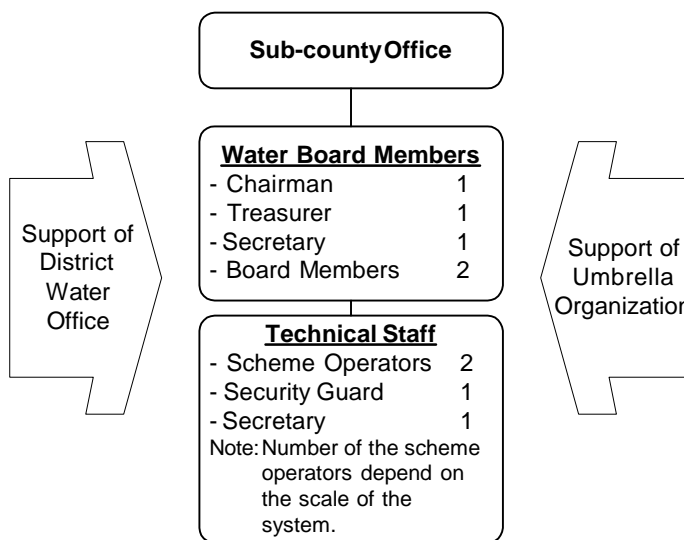 Sub-county Office
Water Board Members
- Chairman 1
- Treasurer 1
- Secretary 1
- Board Members 2
Support of
District
Water
Office
Support of
Umbrella
Organization
Technical Staff
- Scheme Operators 2
- Security Guard 1
- Secretary 1
Note: Number of the scheme
operators depend on
the scale of the
system.